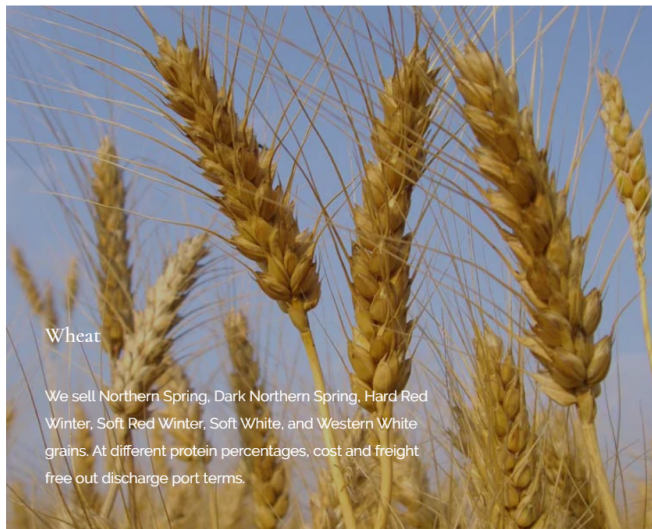 Wheat
We sell Northern Spring, Dark Northern Spring, Hard Red
Winter, Soft Red Winter, Soft White, and Western White
grains. At different protein percentages, cost and freight
free out discharge port terms.